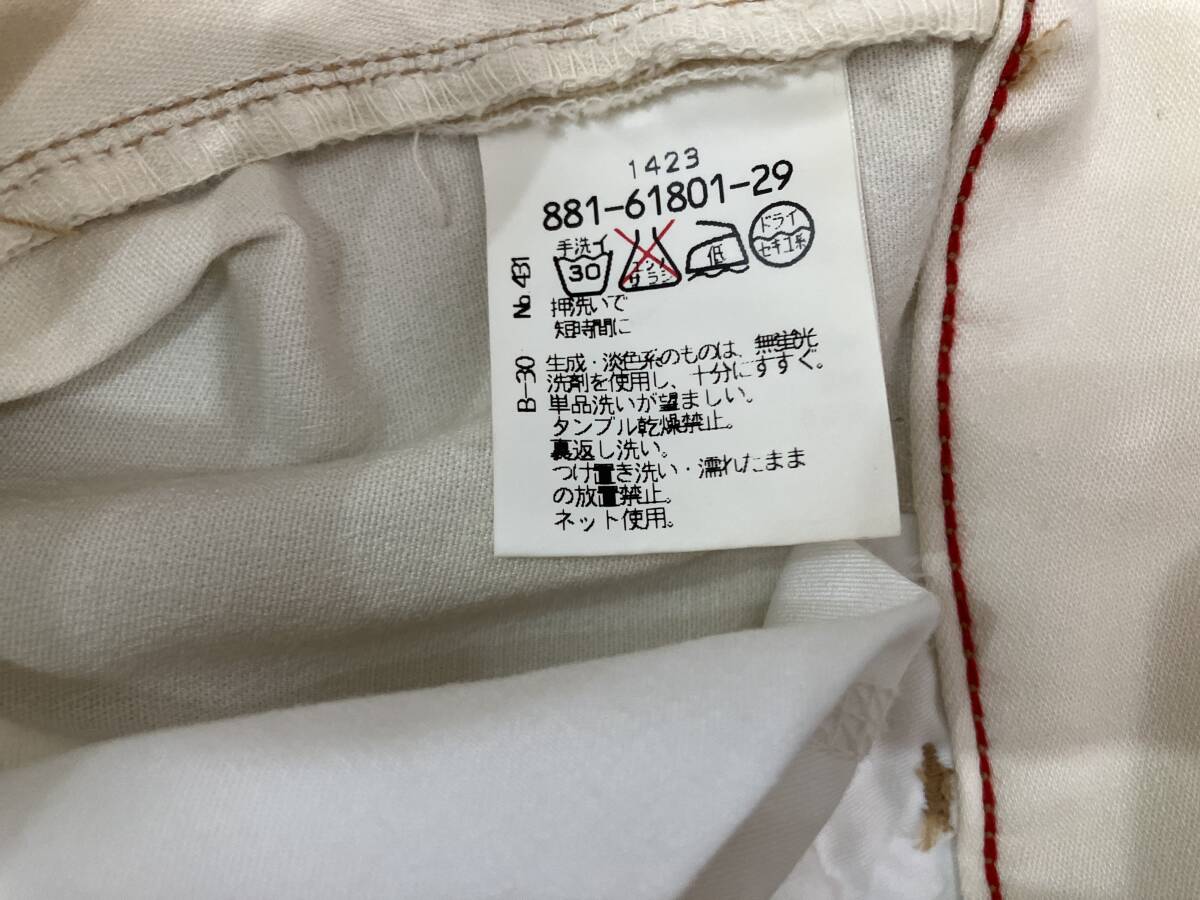 1423
881-61801-29
手洗イ
30
エンソ
サラシ
低
ドライ
セキユ系
押洗いで
短時間に
No.431
B-30
生成・淡色系のものは、無蛍光
洗剤を使用し、十分にすすぐ。
単品洗いが望ましい。
タンブル乾燥禁止。
裏返し洗い。
つけ置き洗い・濡れたまま
の放置禁止。
ネット使用。